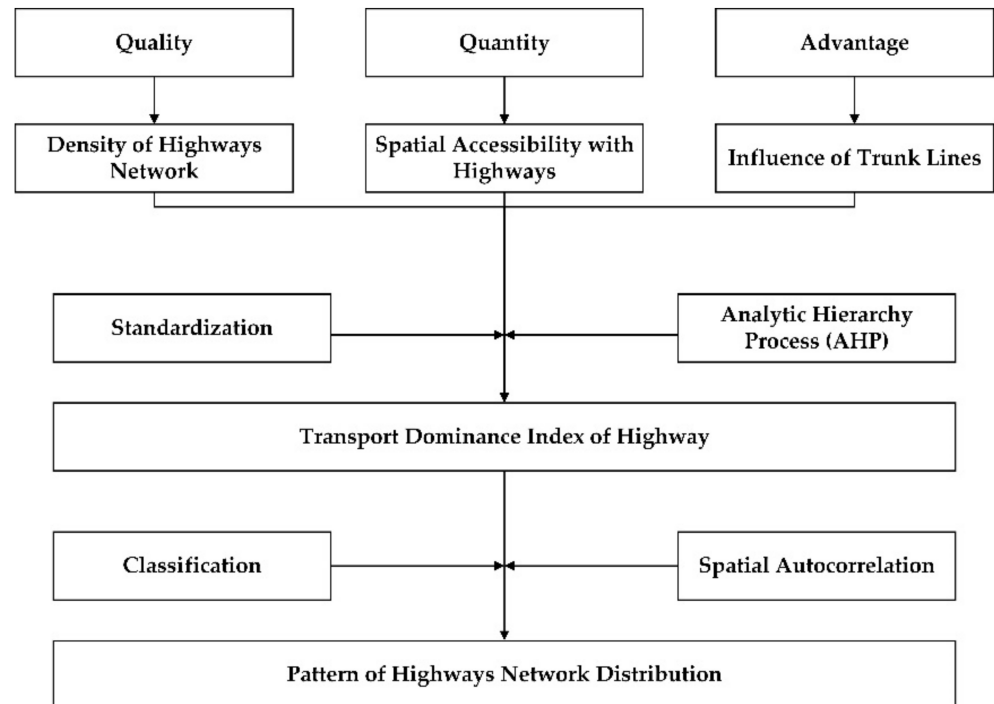 Quality
Quantity
Advantage
Density of Highways
Network
Spatial Accessibility with
Highways
Influence of Trunk Lines
Standardization
Analytic Hierarchy
Process (AHP)
Transport Dominance Index of Highway
Classification
Spatial Autocorrelation
Pattern of Highways Network Distribution